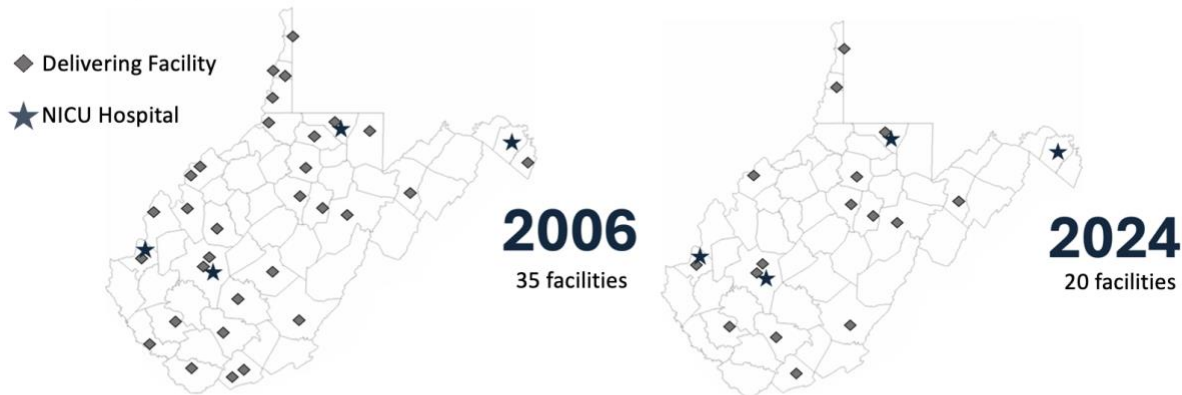 Delivering Facility
NICU Hospital
2006
35 facilities
2024
20 facilities